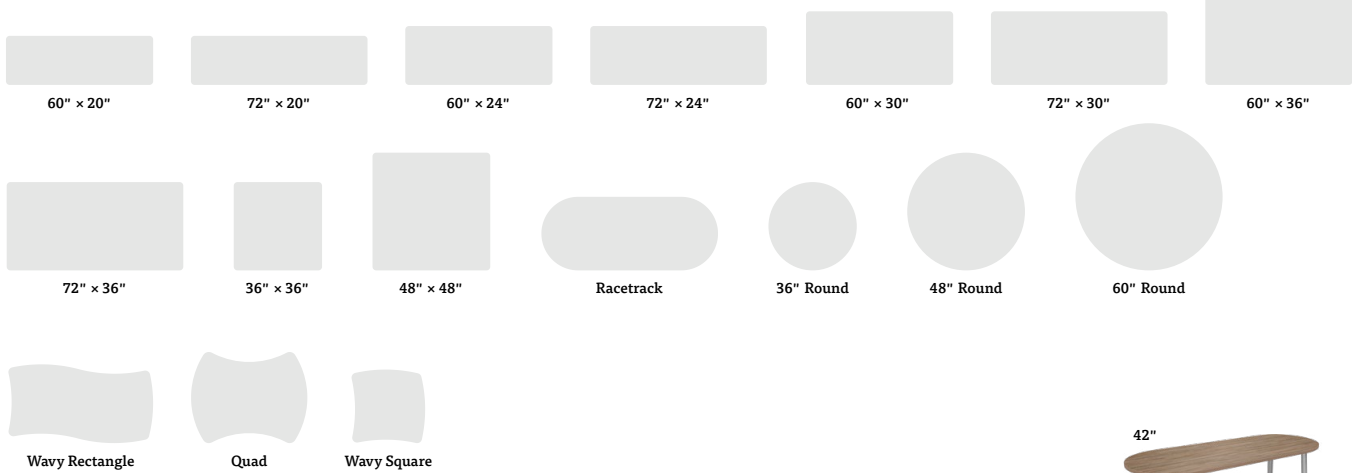 60" × 20" 72" × 20" 60" × 24" 72" × 24" 60" × 30" 72" × 30" 60" × 36"
72" × 36" 36" × 36" 48" × 48" Racetrack 36" Round 48" Round 60" Round
42"
Wavy Rectangle Quad Wavy Square